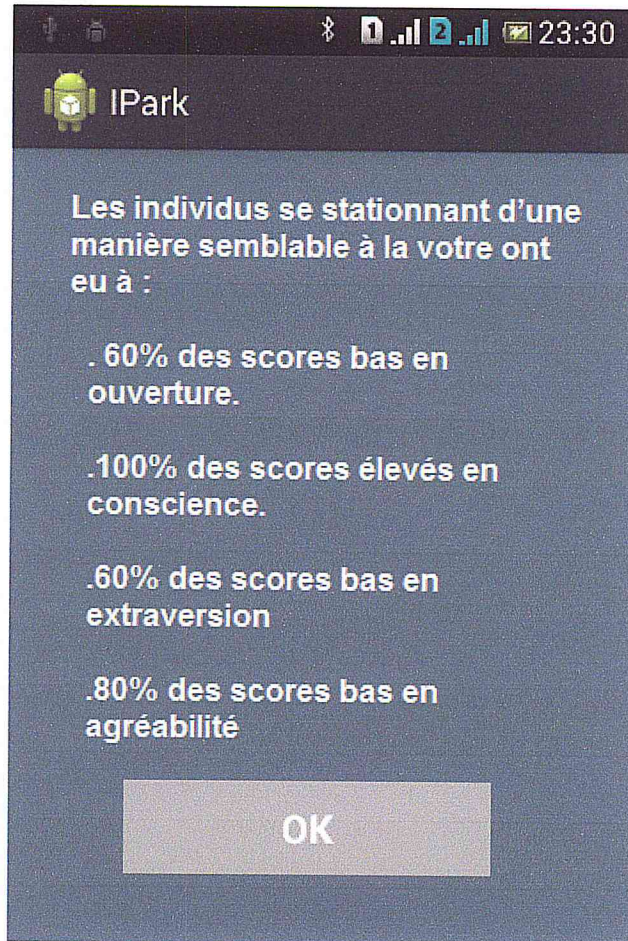 1 2 23:30
IPark
Les individus se stationnant d'une
manière semblable à la votre ont
eu à :
. 60% des scores bas en
ouverture.
.100% des scores élevés en
conscience.
.60% des scores bas en
extraversion
.80% des scores bas en
agréabilité
OK